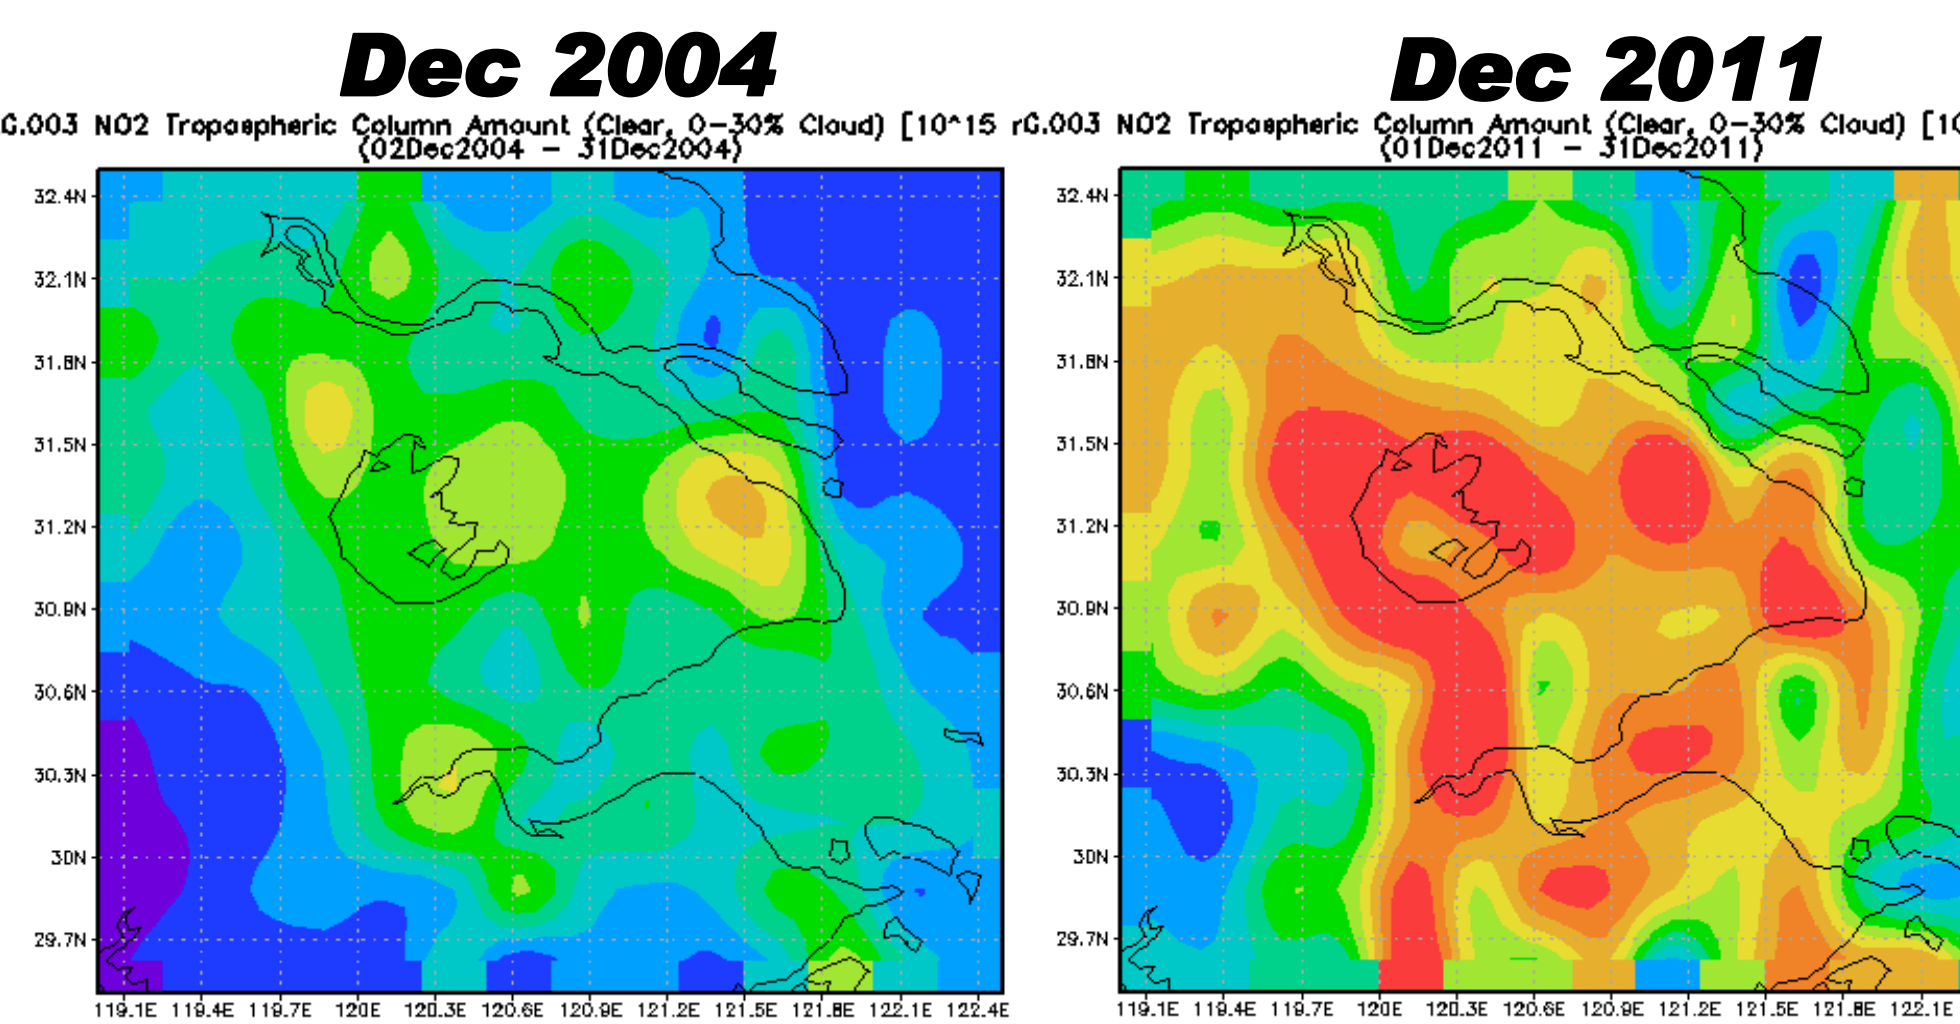 Dec 2004
G.003 NO2 Tropospheric Column Amount (Clear, 0-30% Cloud) [10^15
(02Dec2004 - 31Dec2004)
32.4N
32.1N
31.8N
31.5N
31.2N
30.9N
30.6N
30.3N
30N
29.7N
119.1E 119.4E 119.7E 120E 120.3E 120.6E 120.9E 121.2E 121.5E 121.8E 122.1E 122.4E
Dec 2011
rG.003 NO2 Tropospheric Column Amount (Clear, 0-30% Cloud) [10
(01Dec2011 - 31Dec2011)
32.4N
32.1N
31.8N
31.5N
31.2N
30.9N
30.6N
30.3N
30N
29.7N
119.1E 119.4E 119.7E 120E 120.3E 120.6E 120.9E 121.2E 121.5E 121.8E 122.1E